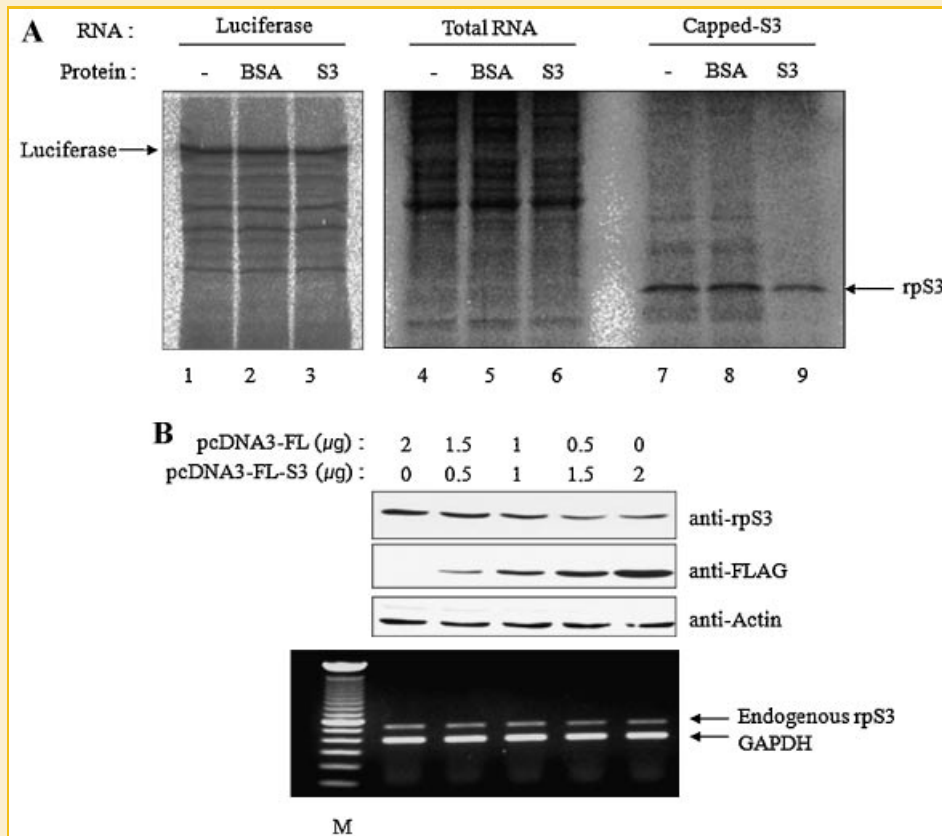 A
RNA : Luciferase Total RNA Capped-S3
Protein : - BSA S3 - BSA S3 - BSA S3
Luciferase
rpS3
1 2 3 4 5 6 7 8 9
B
pcDNA3-FL (μg) : 2 1.5 1 0.5 0
pcDNA3-FL-S3 (μg) : 0 0.5 1 1.5 2
anti-rpS3
anti-FLAG
anti-Actin
Endogenous rpS3
GAPDH
M